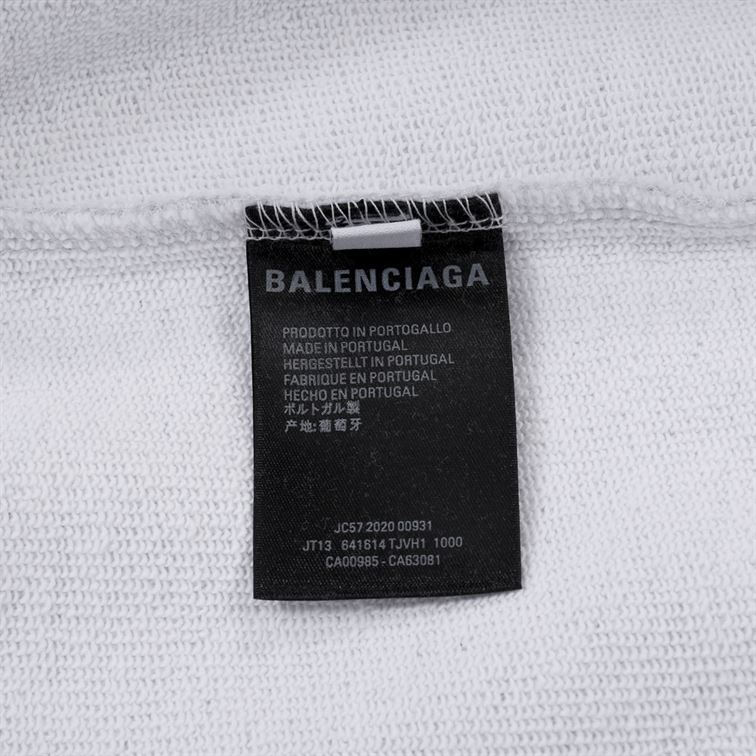 BALENCIAGA
PRODOTTO IN PORTOGALLO
MADE IN PORTUGAL
HERGESTELLT IN PORTUGAL
FABRIQUE EN PORTUGAL
HECHO EN PORTUGAL
ポルトガル製
产地:葡萄牙
JC57 2020 00931
JT13 641614 TJVH1 1000
CA00985 - CA63081